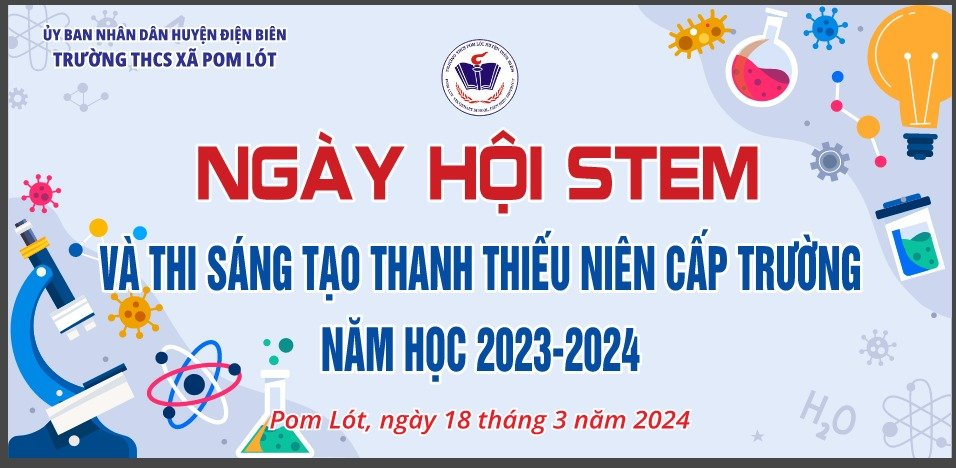 ỦY BAN NHÂN DÂN HUYỆN ĐIỆN BIÊN
TRƯỜNG THCS XÃ POM LÓT
NGÀY HỘI STEM
VÀ THI SÁNG TẠO THANH THIẾU NIÊN CẤP TRƯỜNG
NĂM HỌC 2023-2024
Pom Lót, ngày 18 tháng 3 năm 2024
H₂O